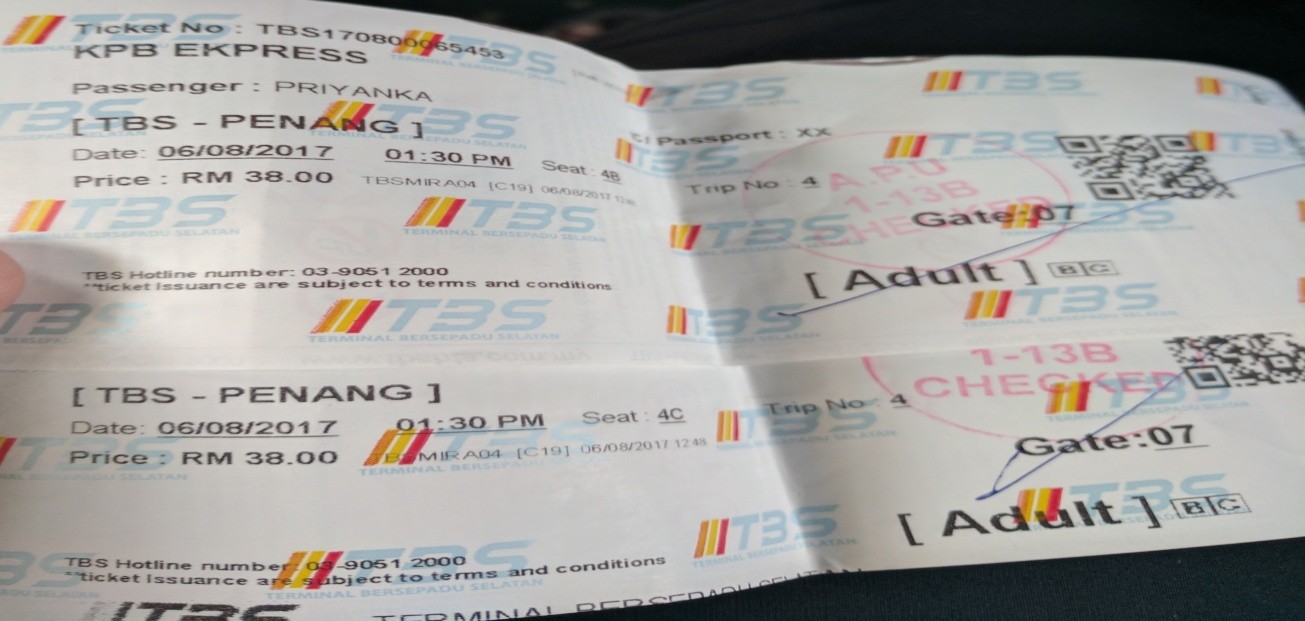 Ticket No : TBS170800065453
KPB EKPRESS
Passenger : PRIYANKA
Passport : XX
[ TBS - PENANG ]
Date: 06/08/2017 01:30 PM Seat: 4B
Trip No : 4
Gate:07
Price : RM 38.00 TBSMIRA04 [C19] 06/08/2017
A.P.U
1-13B
CHECKED
[ Adult ] B C
TBS Hotline number: 03-9051 2000
**ticket Issuance are subject to terms and conditions
[ TBS - PENANG ]
Date: 06/08/2017 01:30 PM Seat : 4C
Trip No : 4
Gate:07
Price : RM 38.00 TBSMIRA04 [C19] 06/08/2017 12:48
1-13B
CHECKED
[ Adult ] B C
TBS Hotline number: 03-9051 2000
**ticket Issuance are subject to terms and conditions
TBS
TERMINAL BERSEPADU SELATAN